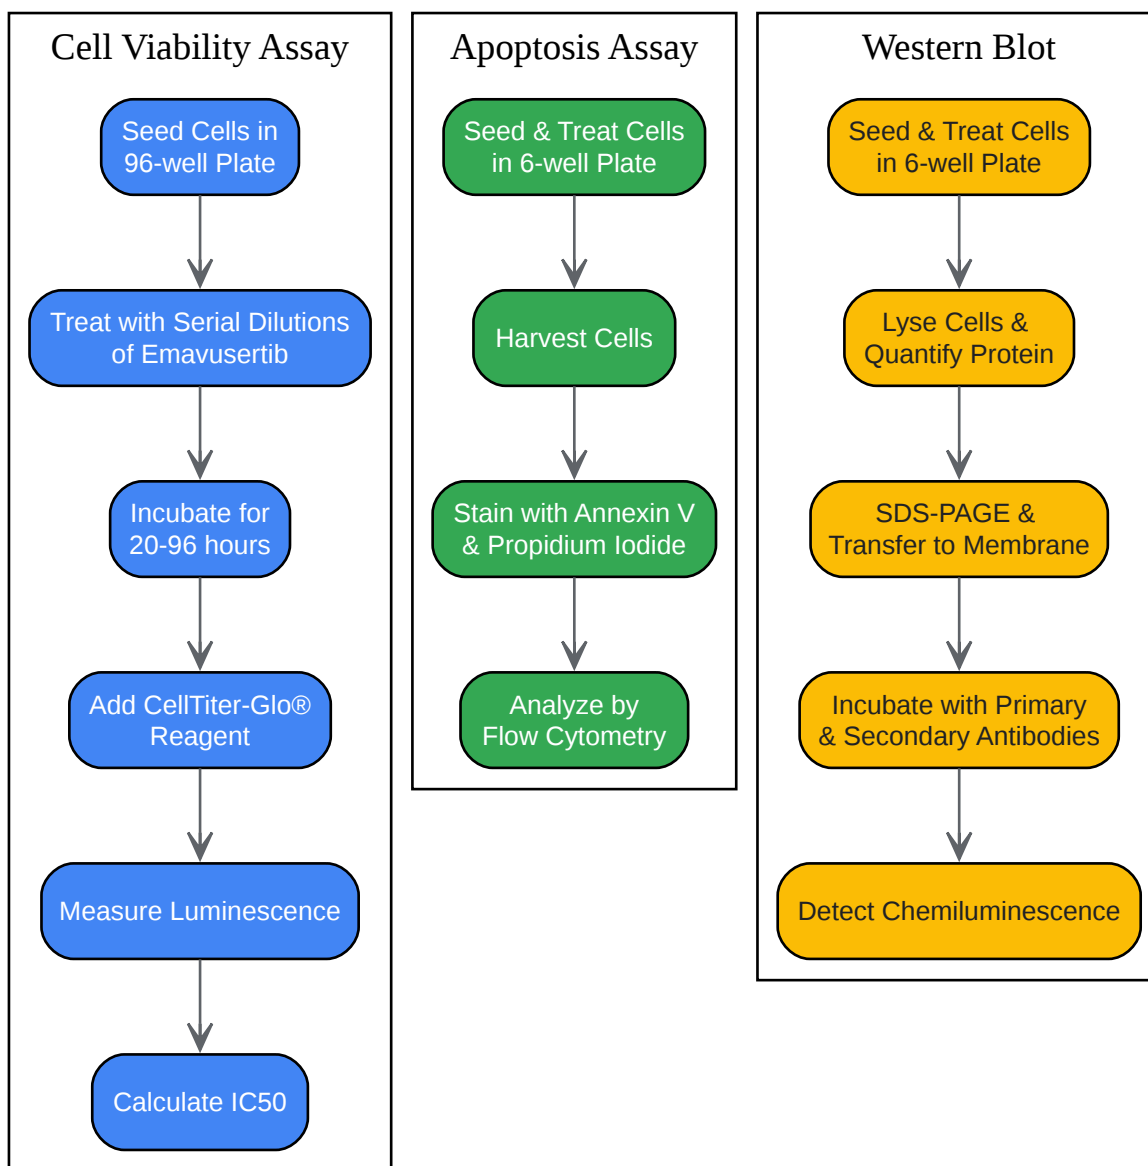 Cell Viability Assay
Seed Cells in
96-well Plate
Treat with Serial Dilutions
of Emavusertib
Incubate for
20-96 hours
Add CellTiter-Glo®
Reagent
Measure Luminescence
Calculate IC50
Apoptosis Assay
Seed & Treat Cells
in 6-well Plate
Harvest Cells
Stain with Annexin V
& Propidium Iodide
Analyze by
Flow Cytometry
Western Blot
Seed & Treat Cells
in 6-well Plate
Lyse Cells &
Quantify Protein
SDS-PAGE &
Transfer to Membrane
Incubate with Primary
& Secondary Antibodies
Detect Chemiluminescence